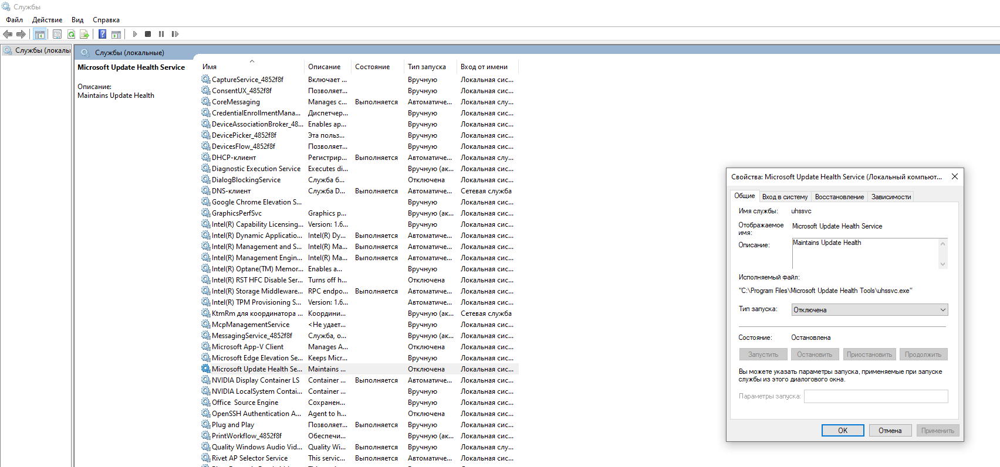 Службы
Файл Действие Вид Справка
Службы (локалы
Службы (локальные)
Microsoft Update Health Service
Описание:
Maintains Update Health
Имя Описание Состояние Тип запуска Вход от имени
CaptureService_4852f8f Включает ... Вручную Локальная сис...
ConsentUX_4852f8f Позволяет... Вручную Локальная сис...
CoreMessaging Manages c... Выполняется Автоматиче... Локальная слу...
CredentialEnrollmentMana... Диспетчер... Вручную Локальная сис...
DeviceAssociationBroker_48... Enables ap... Вручную Локальная сис...
DevicePicker_4852f8f Эта польз... Вручную Локальная сис...
DevicesFlow_4852f8f Позволяет... Вручную Локальная сис...
DHCP-клиент Регистрир... Выполняется Автоматиче... Локальная слу...
Diagnostic Execution Service Executes di... Вручную (ак... Локальная сис...
DialogBlockingService Служба б... Отключена Локальная сис...
DNS-клиент Служба D... Выполняется Автоматиче... Сетевая служба
Google Chrome Elevation S... Вручную Локальная сис...
GraphicsPerfSvc Graphics p... Вручную (ак... Локальная сис...
Intel(R) Capability Licensing... Version: 1.6... Вручную Локальная сис...
Intel(R) Dynamic Applicatio... Intel(R) Dy... Выполняется Автоматиче... Локальная сис...
Intel(R) Management and S... Intel(R) Ma... Выполняется Автоматиче... Локальная сис...
Intel(R) Management Engin... Intel(R) Ma... Выполняется Автоматиче... Локальная сис...
Intel(R) Optane(TM) Memor... Enables a... Вручную Локальная сис...
Intel(R) RST HFC Disable Ser... Turns off h... Отключена Локальная сис...
Intel(R) Storage Middleware... RPC endpo... Выполняется Автоматиче... Локальная сис...
Intel(R) TPM Provisioning S... Version: 1.6... Автоматиче... Локальная сис...
KtmRm для координатора ... Координи... Вручную (ак... Сетевая служба
McpManagementService <Не удает... Вручную Локальная сис...
MessagingService_4852f8f Служба, о... Вручную (ак... Локальная сис...
Microsoft App-V Client Manages A... Отключена Локальная сис...
Microsoft Edge Elevation Se... Keeps Micr... Вручную Локальная сис...
Microsoft Update Health Se... Maintains ... Отключена Локальная сис...
NVIDIA Display Container LS Container ... Выполняется Автоматиче... Локальная сис...
NVIDIA LocalSystem Contai... Container ... Вручную Локальная сис...
Office  Source Engine Сохранен... Вручную Локальная сис...
OpenSSH Authentication A... Agent to h... Отключена Локальная сис...
Plug and Play Позволяет... Выполняется Вручную Локальная сис...
PrintWorkflow_4852f8f Обеспечи... Вручную (ак... Локальная сис...
Quality Windows Audio Vid... Quality Wi... Выполняется Вручную Локальная слу...
Rivet AP Selector Service This servic... Выполняется Автоматиче... Локальная сис...
Свойства: Microsoft Update Health Service (Локальный компьют...
Общие Вход в систему Восстановление Зависимости
Имя службы: uhssvc
Отображаемое имя: Microsoft Update Health Service
Описание: Maintains Update Health
Исполняемый файл:
"C:\Program Files\Microsoft Update Health Tools\uhssvc.exe"
Тип запуска: Отключена
Состояние: Остановлена
Запустить Остановить Приостановить Продолжить
Вы можете указать параметры запуска, применяемые при запуске
службы из этого диалогового окна.
Параметры запуска:
OK Отмена Применить